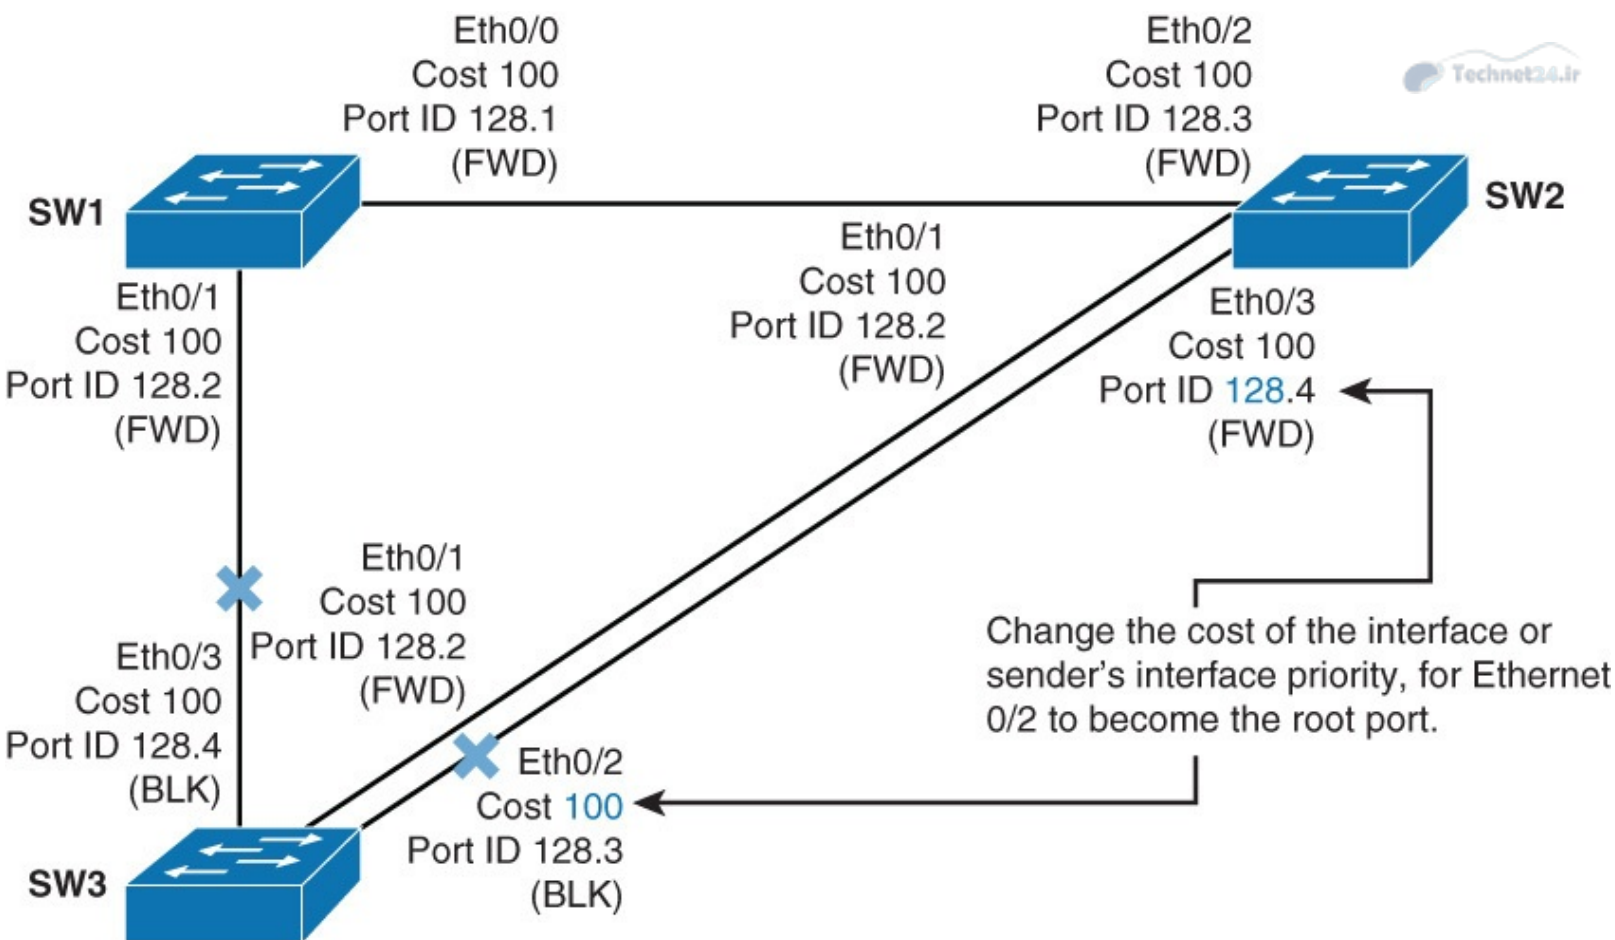 Eth0/0
Cost 100
Port ID 128.1
(FWD)
Eth0/2
Cost 100
Port ID 128.3
(FWD)
Technet24.ir
SW1
SW2
Eth0/1
Cost 100
Port ID 128.2
(FWD)
Eth0/1
Cost 100
Port ID 128.2
(FWD)
Eth0/3
Cost 100
Port ID 128.4
(FWD)
Eth0/1
Cost 100
Port ID 128.2
(FWD)
Eth0/3
Cost 100
Port ID 128.4
(BLK)
Change the cost of the interface or
sender's interface priority, for Ethernet
0/2 to become the root port.
Eth0/2
Cost 100
Port ID 128.3
(BLK)
SW3